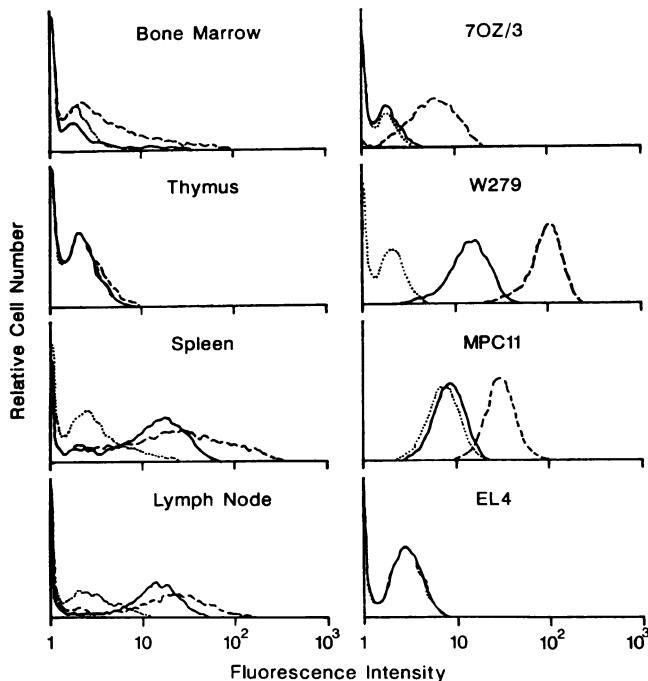 Bone Marrow
7OZ/3
Thymus
W279
Spleen
MPC11
Lymph Node
EL4
Relative Cell Number
1 10 10² 10³
1 10 10² 10³
Fluorescence Intensity